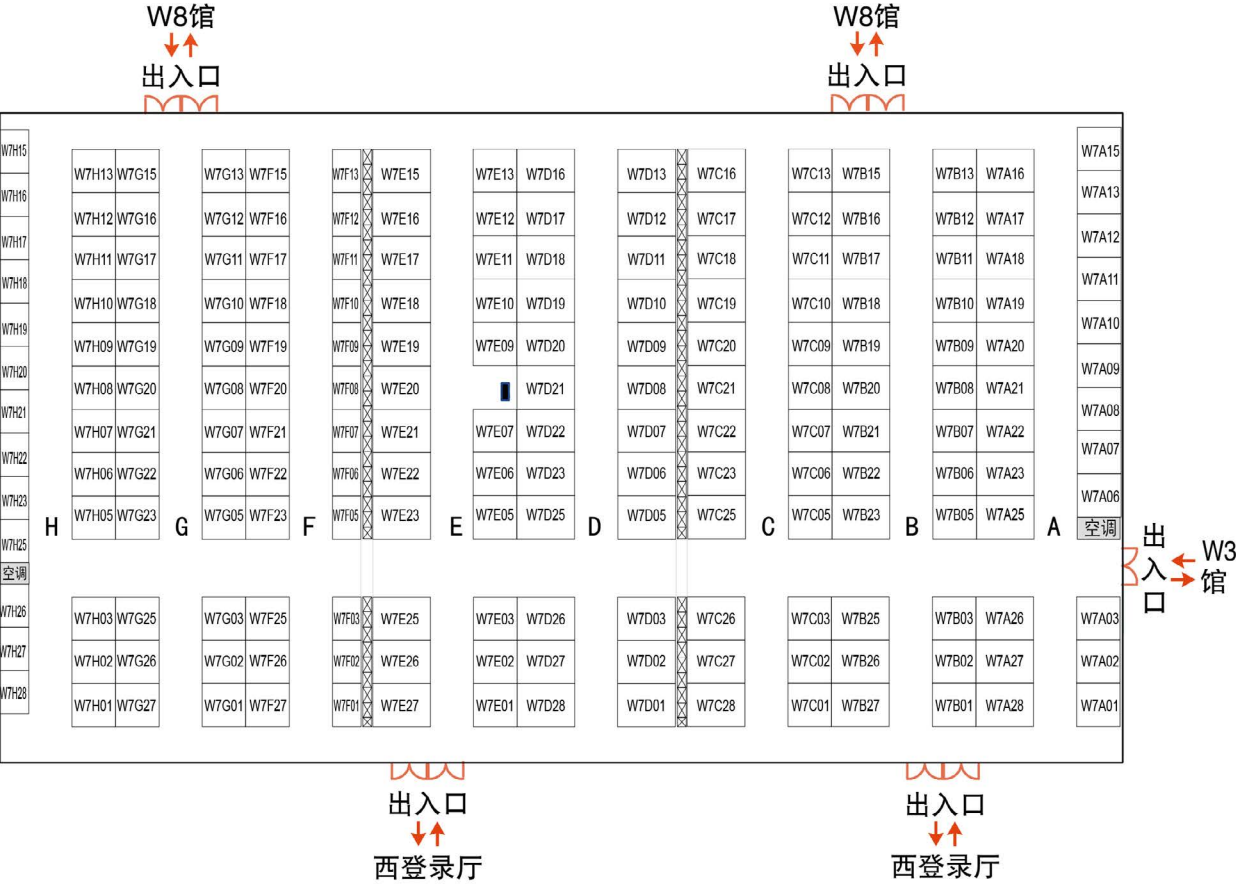 W8馆 W8馆
出入口 出入口
W7H15 W7A15
W7H13 W7G15 W7G13 W7F15 W7F13 W7E15 W7E13 W7D16 W7D13 W7C16 W7C13 W7B15 W7B13 W7A16
W7H16 W7A13
W7H12 W7G16 W7G12 W7F16 W7F12 W7E16 W7E12 W7D17 W7D12 W7C17 W7C12 W7B16 W7B12 W7A17
W7H17 W7A12
W7H11 W7G17 W7G11 W7F17 W7F11 W7E17 W7E11 W7D18 W7D11 W7C18 W7C11 W7B17 W7B11 W7A18
W7H18 W7A11
W7H10 W7G18 W7G10 W7F18 W7F10 W7E18 W7E10 W7D19 W7D10 W7C19 W7C10 W7B18 W7B10 W7A19
W7H19 W7A10
W7H09 W7G19 W7G09 W7F19 W7F09 W7E19 W7E09 W7D20 W7D09 W7C20 W7C09 W7B19 W7B09 W7A20
W7H20 W7A09
W7H08 W7G20 W7G08 W7F20 W7F08 W7E20 W7D21 W7D08 W7C21 W7C08 W7B20 W7B08 W7A21
W7H21 W7A08
W7H07 W7G21 W7G07 W7F21 W7F07 W7E21 W7E07 W7D22 W7D07 W7C22 W7C07 W7B21 W7B07 W7A22
W7H22 W7A07
W7H06 W7G22 W7G06 W7F22 W7F06 W7E22 W7E06 W7D23 W7D06 W7C23 W7C06 W7B22 W7B06 W7A23
W7H23 W7A06
W7H05 W7G23 W7G05 W7F23 W7F05 W7E23 W7E05 W7D25 W7D05 W7C25 W7C05 W7B23 W7B05 W7A25
H G F E D C B A 空调
W7H25
空调
出入口 W3馆
W7H26
W7H03 W7G25 W7G03 W7F25 W7F03 W7E25 W7E03 W7D26 W7D03 W7C26 W7C03 W7B25 W7B03 W7A26 W7A03
W7H27
W7H02 W7G26 W7G02 W7F26 W7F02 W7E26 W7E02 W7D27 W7D02 W7C27 W7C02 W7B26 W7B02 W7A27 W7A02
W7H28
W7H01 W7G27 W7G01 W7F27 W7F01 W7E27 W7E01 W7D28 W7D01 W7C28 W7C01 W7B27 W7B01 W7A28 W7A01
出入口 出入口
西登录厅 西登录厅